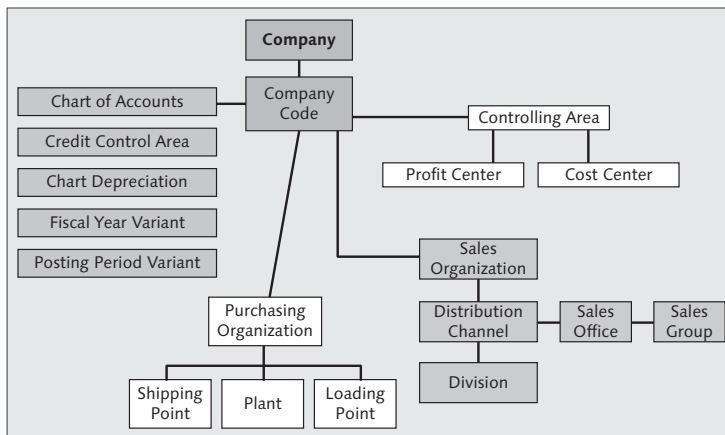 Company
Company
Code
Chart of Accounts
Controlling Area
Credit Control Area
Profit Center
Cost Center
Chart Depreciation
Fiscal Year Variant
Posting Period Variant
Sales
Organization
Purchasing
Organization
Distribution
Channel
Sales
Office
Sales
Group
Shipping
Point
Plant
Loading
Point
Division